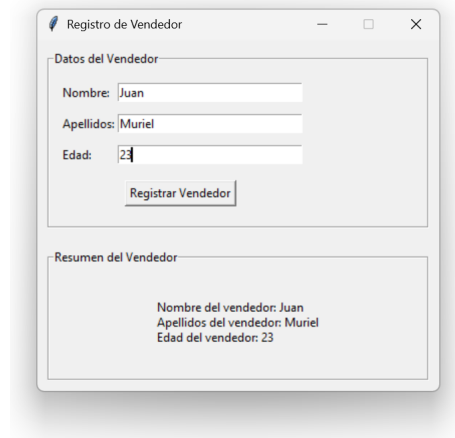 Registro de Vendedor
Datos del Vendedor
Nombre: Juan
Apellidos: Muriel
Edad: 23
Registrar Vendedor
Resumen del Vendedor
Nombre del vendedor: Juan
Apellidos del vendedor: Muriel
Edad del vendedor: 23